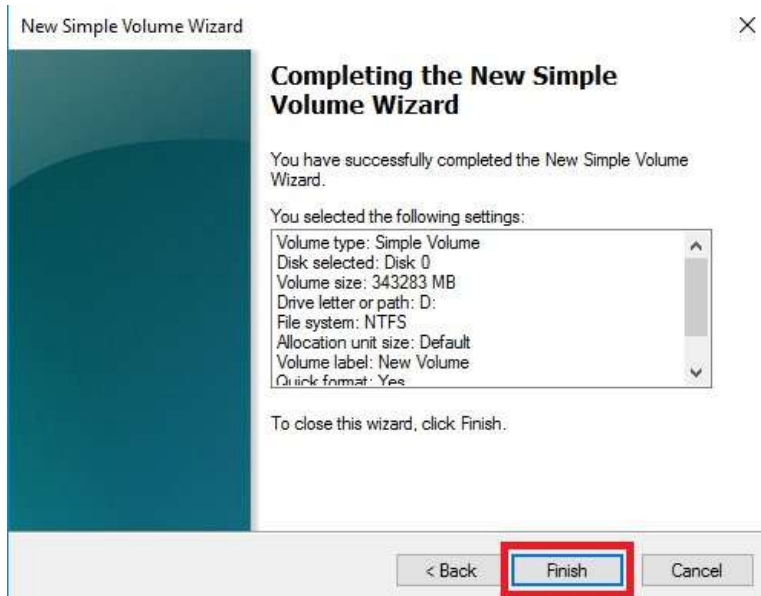 New Simple Volume Wizard
Completing the New Simple
Volume Wizard
You have successfully completed the New Simple Volume
Wizard.
You selected the following settings:
Volume type: Simple Volume
Disk selected: Disk 0
Volume size: 343283 MB
Drive letter or path: D:
File system: NTFS
Allocation unit size: Default
Volume label: New Volume
Quick format: Yes
To close this wizard, click Finish.
< Back
Finish
Cancel